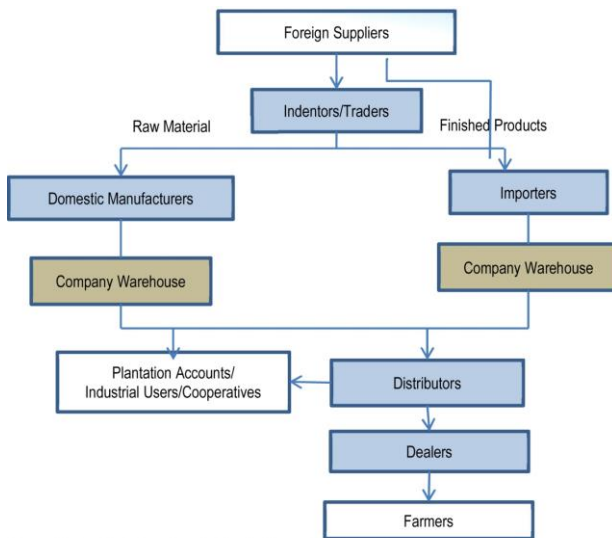 Foreign Suppliers
Indentors/Traders
Raw Material
Finished Products
Domestic Manufacturers
Importers
Company Warehouse
Company Warehouse
Plantation Accounts/
Industrial Users/Cooperatives
Distributors
Dealers
Farmers